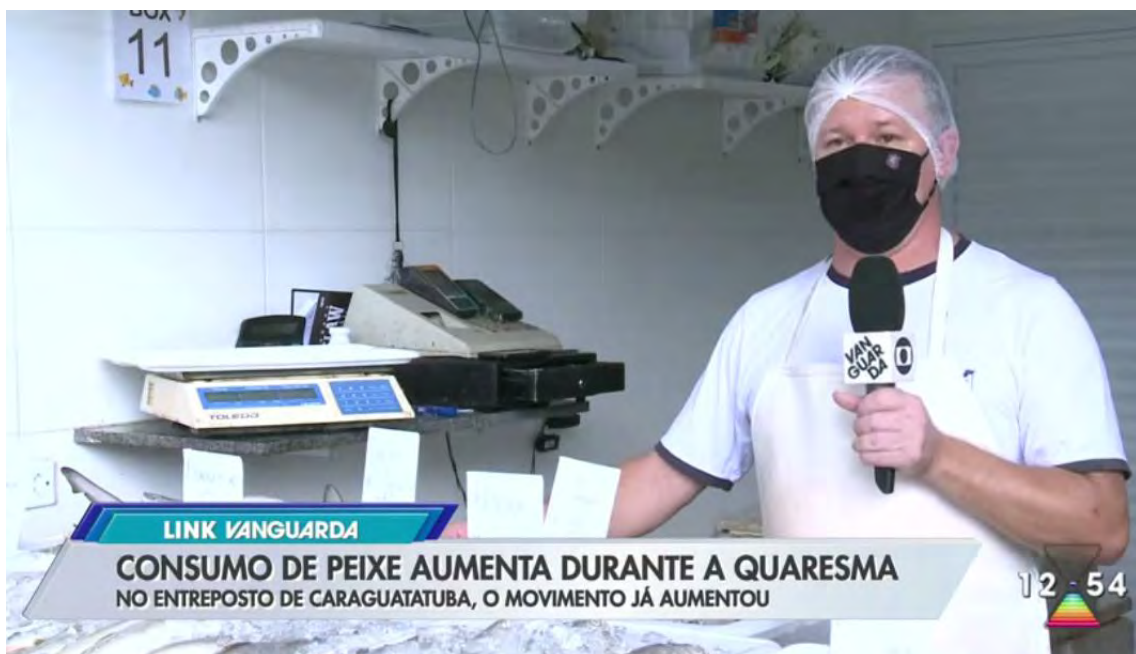 BOX
11
TOLEDO
VAN
GUAR
DA
LINK VANGUARDA
CONSUMO DE PEIXE AUMENTA DURANTE A QUARESMA
NO ENTREPOSTO DE CARAGUATATUBA, O MOVIMENTO JÁ AUMENTOU
12 54